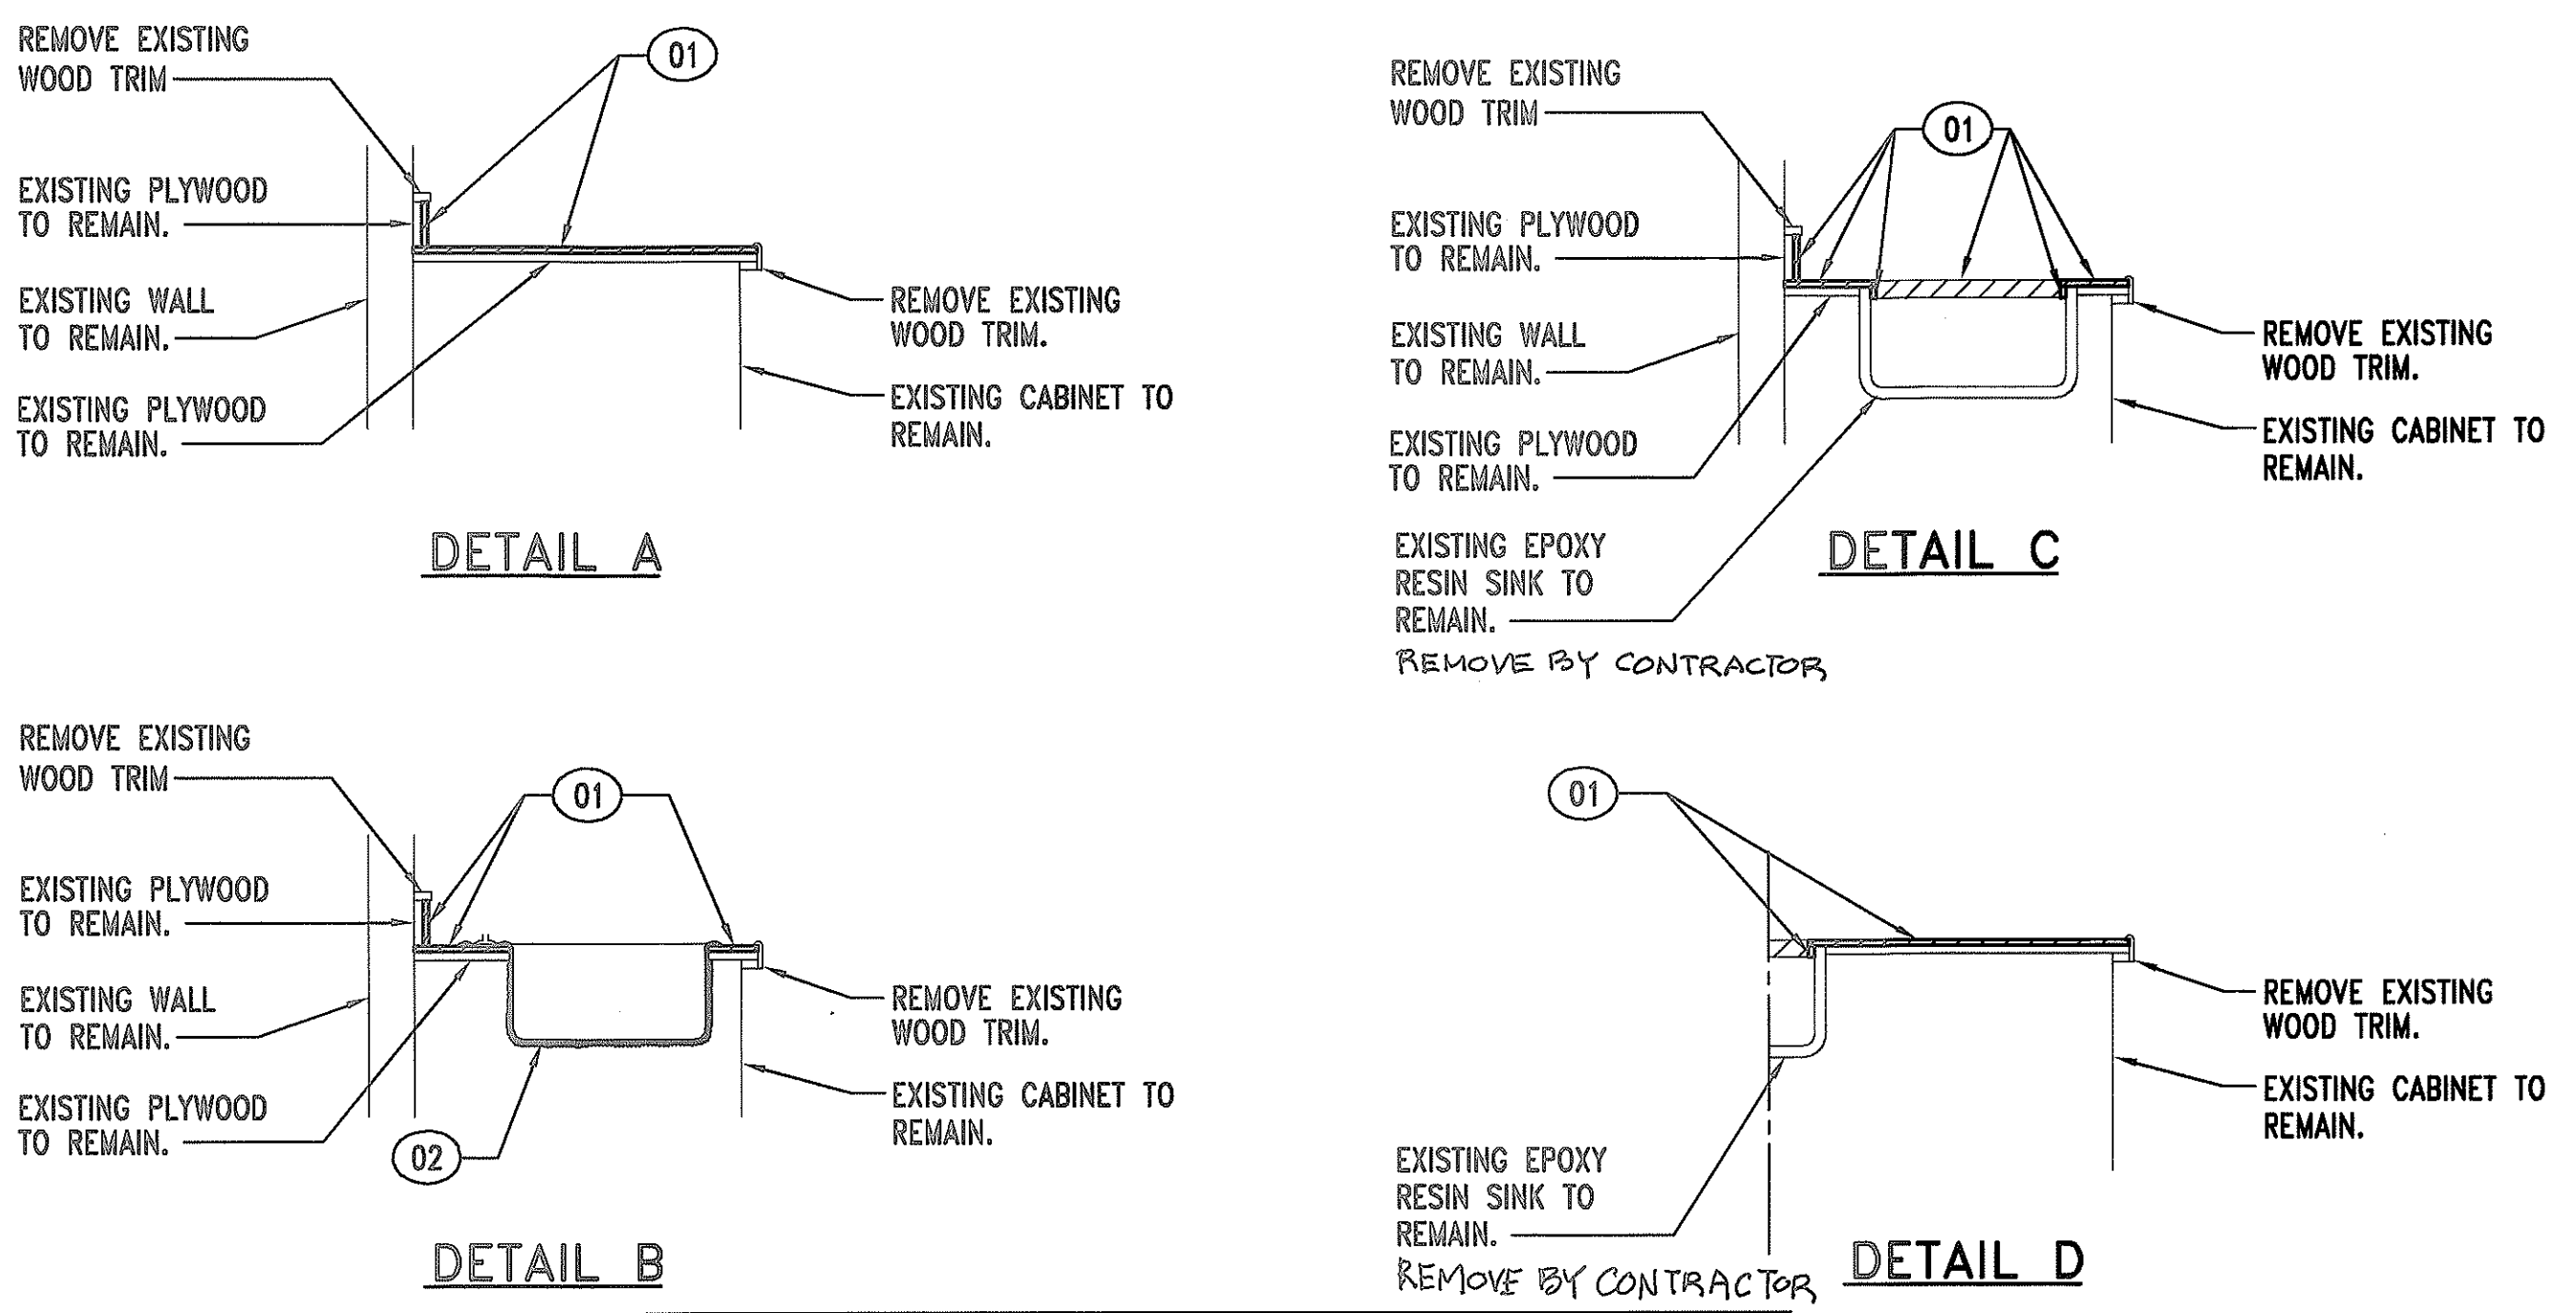 REMOVE EXISTING
WOOD TRIM
01
EXISTING PLYWOOD
TO REMAIN.
EXISTING WALL
TO REMAIN.
EXISTING PLYWOOD
TO REMAIN.
REMOVE EXISTING
WOOD TRIM.
EXISTING CABINET TO
REMAIN.
DETAIL A
REMOVE EXISTING
WOOD TRIM
01
EXISTING PLYWOOD
TO REMAIN.
EXISTING WALL
TO REMAIN.
EXISTING PLYWOOD
TO REMAIN.
EXISTING EPOXY
RESIN SINK TO
REMAIN.
REMOVE BY CONTRACTOR
REMOVE EXISTING
WOOD TRIM.
EXISTING CABINET TO
REMAIN.
DETAIL C
REMOVE EXISTING
WOOD TRIM
01
EXISTING PLYWOOD
TO REMAIN.
EXISTING WALL
TO REMAIN.
EXISTING PLYWOOD
TO REMAIN.
02
REMOVE EXISTING
WOOD TRIM.
EXISTING CABINET TO
REMAIN.
DETAIL B
01
EXISTING EPOXY
RESIN SINK TO
REMAIN.
REMOVE BY CONTRACTOR
REMOVE EXISTING
WOOD TRIM.
EXISTING CABINET TO
REMAIN.
DETAIL D